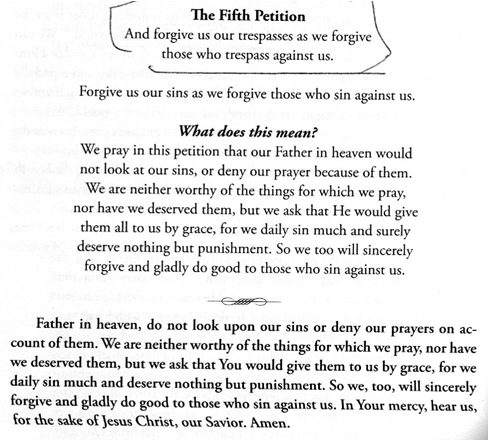 The Fifth Petition
And forgive us our trespasses as we forgive
those who trespass against us.
Forgive us our sins as we forgive those who sin against us.
What does this mean?
We pray in this petition that our Father in heaven would
not look at our sins, or deny our prayer because of them.
We are neither worthy of the things for which we pray,
nor have we deserved them, but we ask that He would give
them all to us by grace, for we daily sin much and surely
deserve nothing but punishment. So we too will sincerely
forgive and gladly do good to those who sin against us.
Father in heaven, do not look upon our sins or deny our prayers on ac-
count of them. We are neither worthy of the things for which we pray, nor have
we deserved them, but we ask that You would give them to us by grace, for we
daily sin much and deserve nothing but punishment. So we, too, will sincerely
forgive and gladly do good to those who sin against us. In Your mercy, hear us,
for the sake of Jesus Christ, our Savior. Amen.